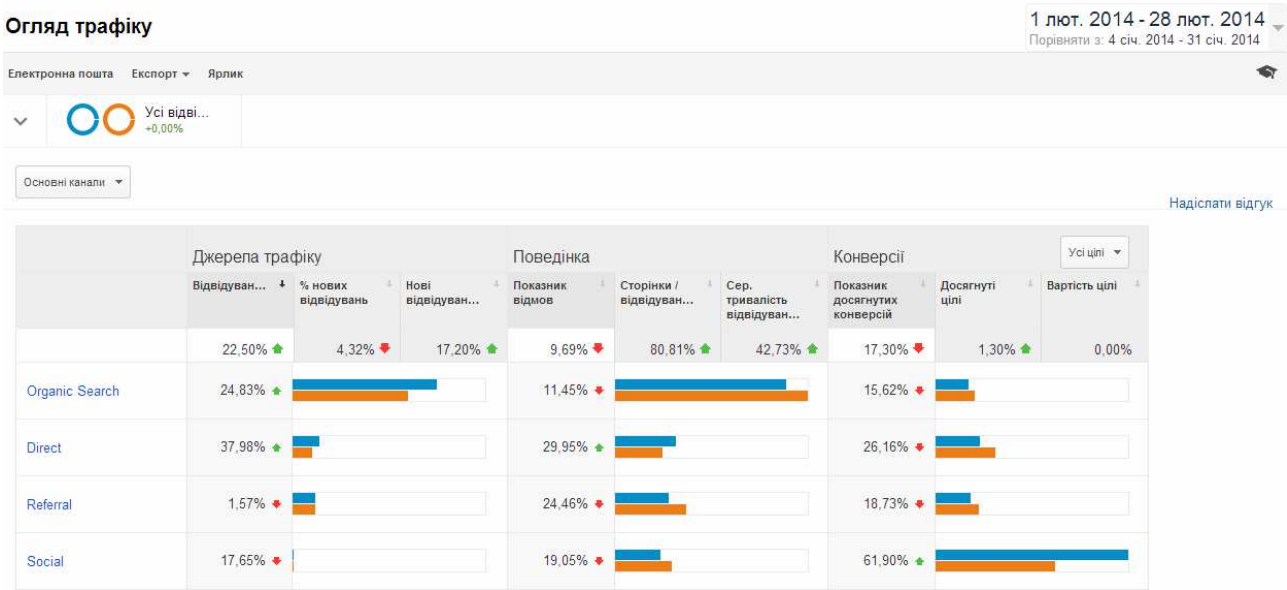 Огляд трафіку
1 лют. 2014 - 28 лют. 2014
Порівняти з: 4 січ. 2014 - 31 січ. 2014
Електронна пошта Експорт Ярлик
Усі відві...
+0,00%
Основні канали
Надіслати відгук
Джерела трафіку Поведінка Конверсії Усі цілі
Відвідуван... % нових Нові Показник Сторінки / Сер. Показник Досягнуті Вартість цілі
відвідувань відвідуван... відмов відвідуван... тривалість досягнутих цілі
відвідуван... конверсій
22,50% 4,32% 17,20% 9,69% 80,81% 42,73% 17,30% 1,30% 0,00%
Organic Search 24,83% 11,45% 15,62%
Direct 37,98% 29,95% 26,16%
Referral 1,57% 24,46% 18,73%
Social 17,65% 19,05% 61,90%